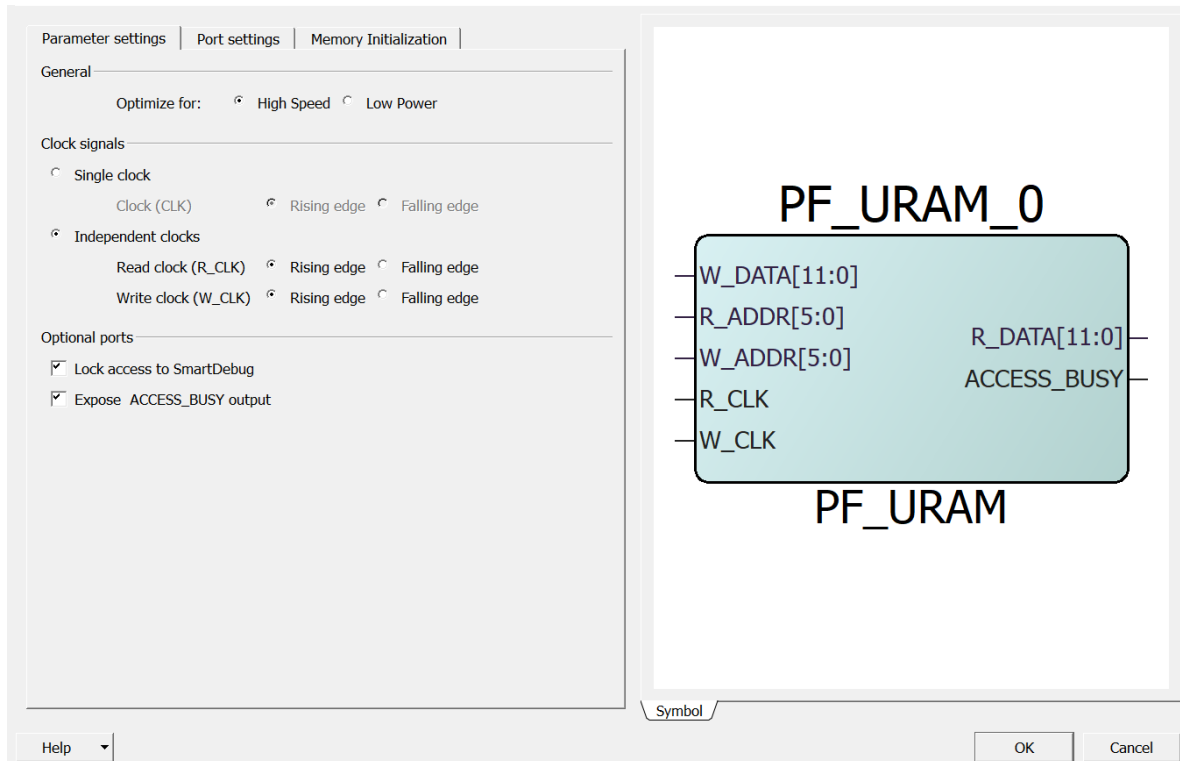 Parameter settings Port settings Memory Initialization
General
Optimize for: High Speed Low Power
Clock signals
Single clock
Clock (CLK) Rising edge Falling edge
Independent clocks
Read clock (R_CLK) Rising edge Falling edge
Write clock (W_CLK) Rising edge Falling edge
Optional ports
Lock access to SmartDebug
Expose ACCESS_BUSY output
PF_URAM_0
W_DATA[11:0]
R_ADDR[5:0]
W_ADDR[5:0]
R_CLK
W_CLK
R_DATA[11:0]
ACCESS_BUSY
PF_URAM
Symbol
Help OK Cancel